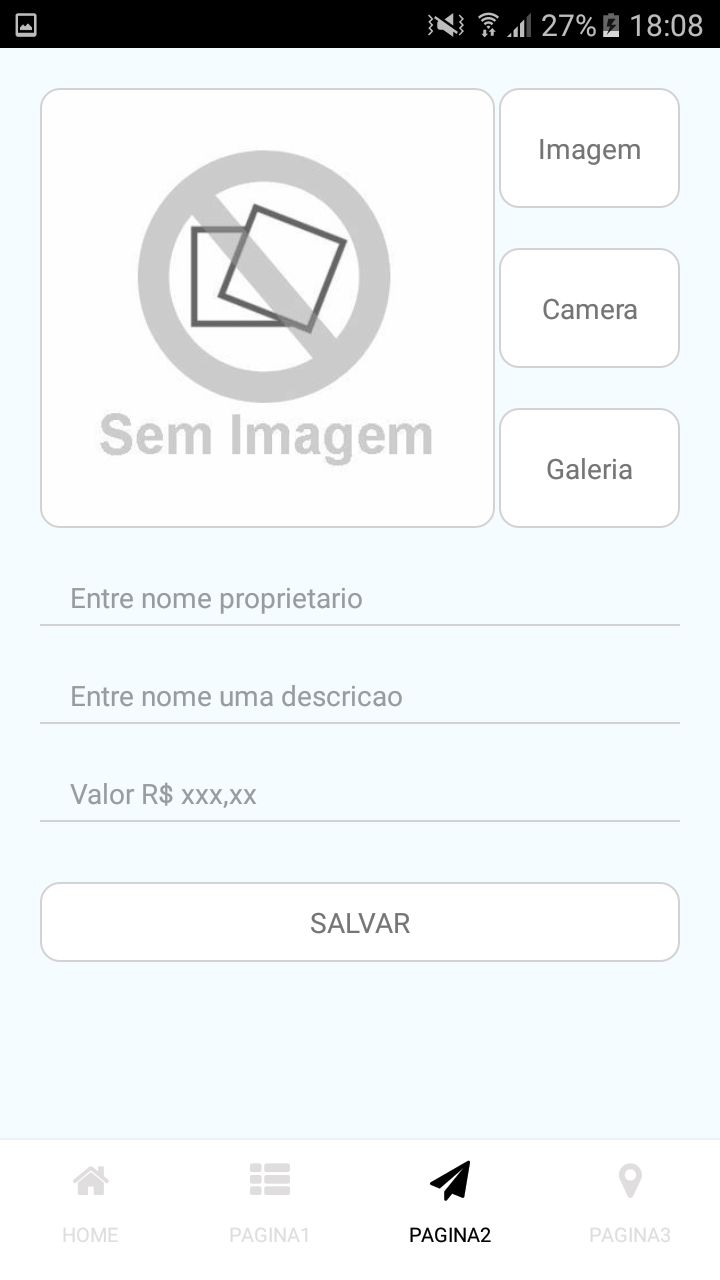 27% 18:08
Imagem
Sem Imagem
Camera
Galeria
Entre nome proprietario
Entre nome uma descricao
Valor R$ xxx,xx
SALVAR
HOME PAGINA1 PAGINA2 PAGINA3